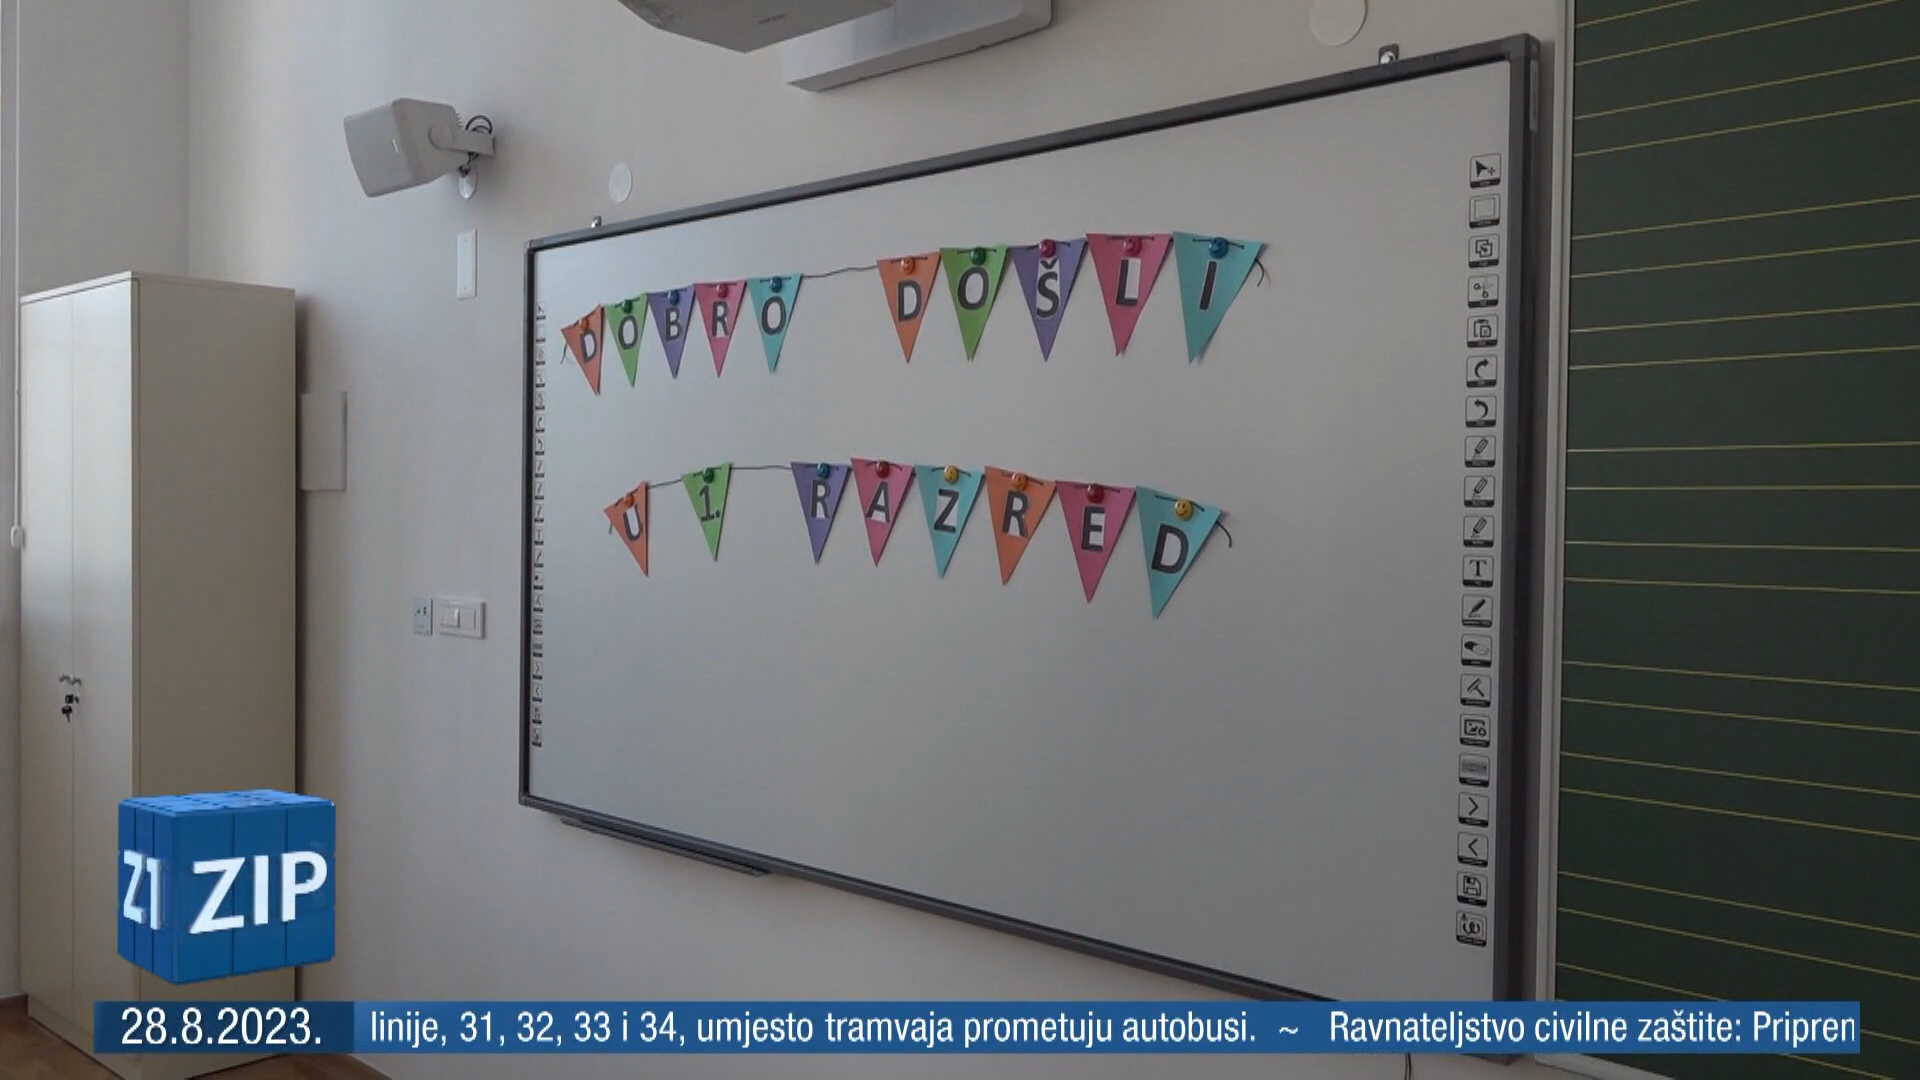 DOBRO DOŠLI
U 1. RAZRED
T
Z1 ZIP
28.8.2023. linije, 31, 32, 33 i 34, umjesto tramvaja prometuju autobusi. ~ Ravnateljstvo civilne zaštite: Pripren